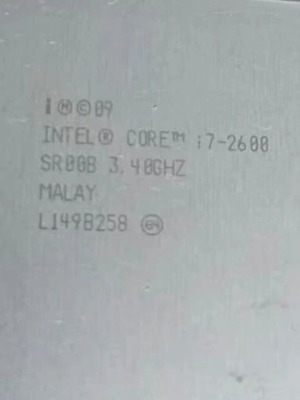 i Ⓜ©09
INTEL® CORE™ i7-2600
SR00B 3.40GHZ
MALAY
L149B258 e4